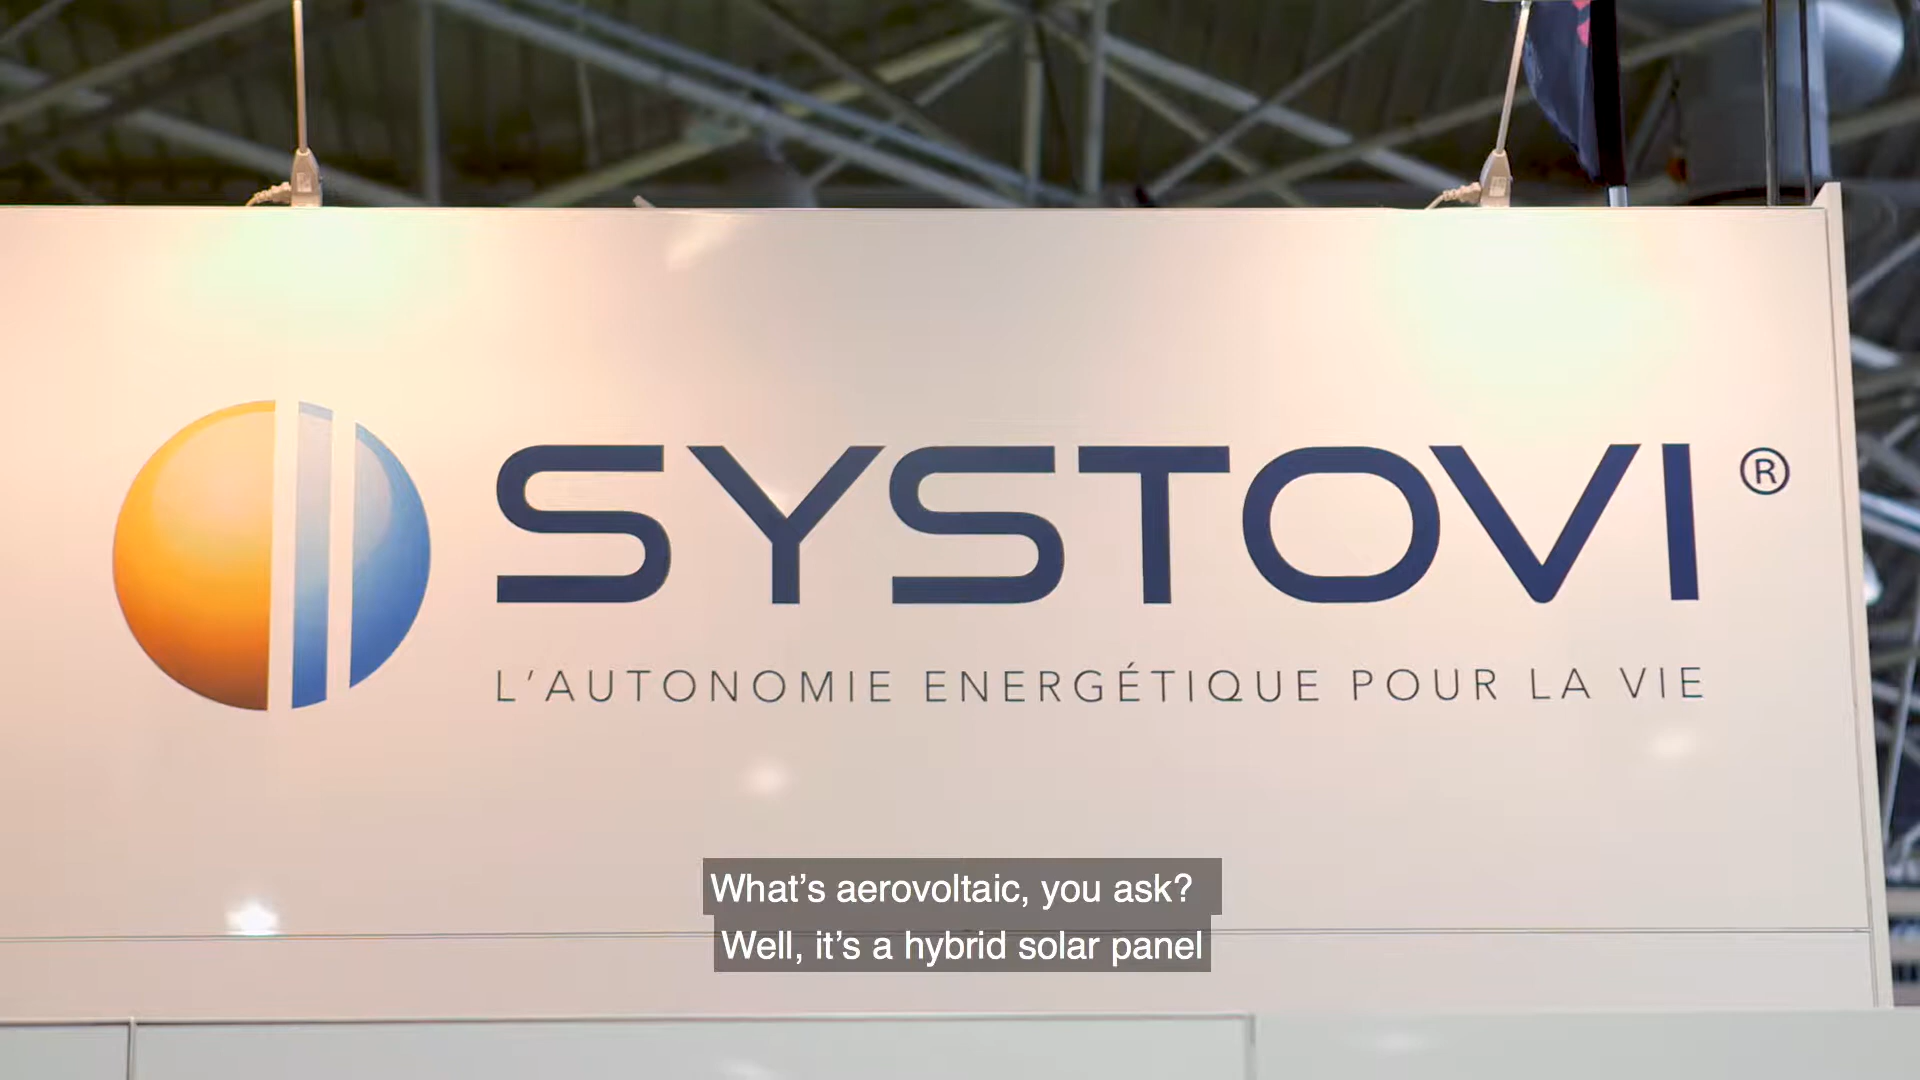 SYSTOVI®
L'AUTONOMIE ENERGÉTIQUE POUR LA VIE
What's aerovoltaic, you ask?
Well, it's a hybrid solar panel